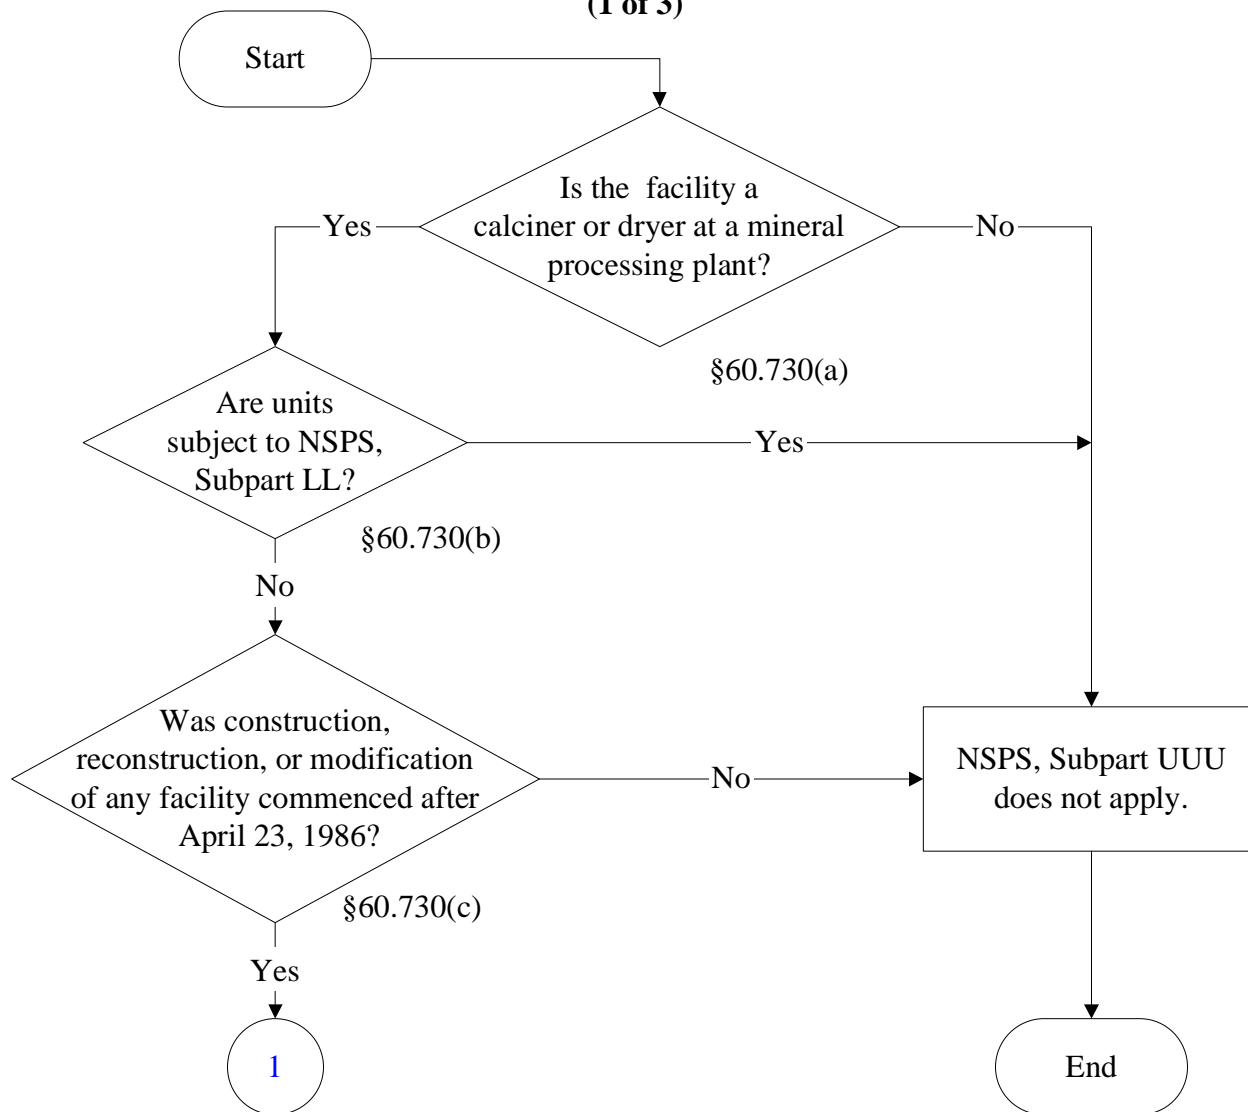 (1 of 3)
Start
Is the facility a
calciner or dryer at a mineral
processing plant?
Yes
No
§60.730(a)
Are units
subject to NSPS,
Subpart LL?
Yes
§60.730(b)
No
Was construction,
reconstruction, or modification
of any facility commenced after
April 23, 1986?
No
NSPS, Subpart UUU
does not apply.
§60.730(c)
Yes
1
End